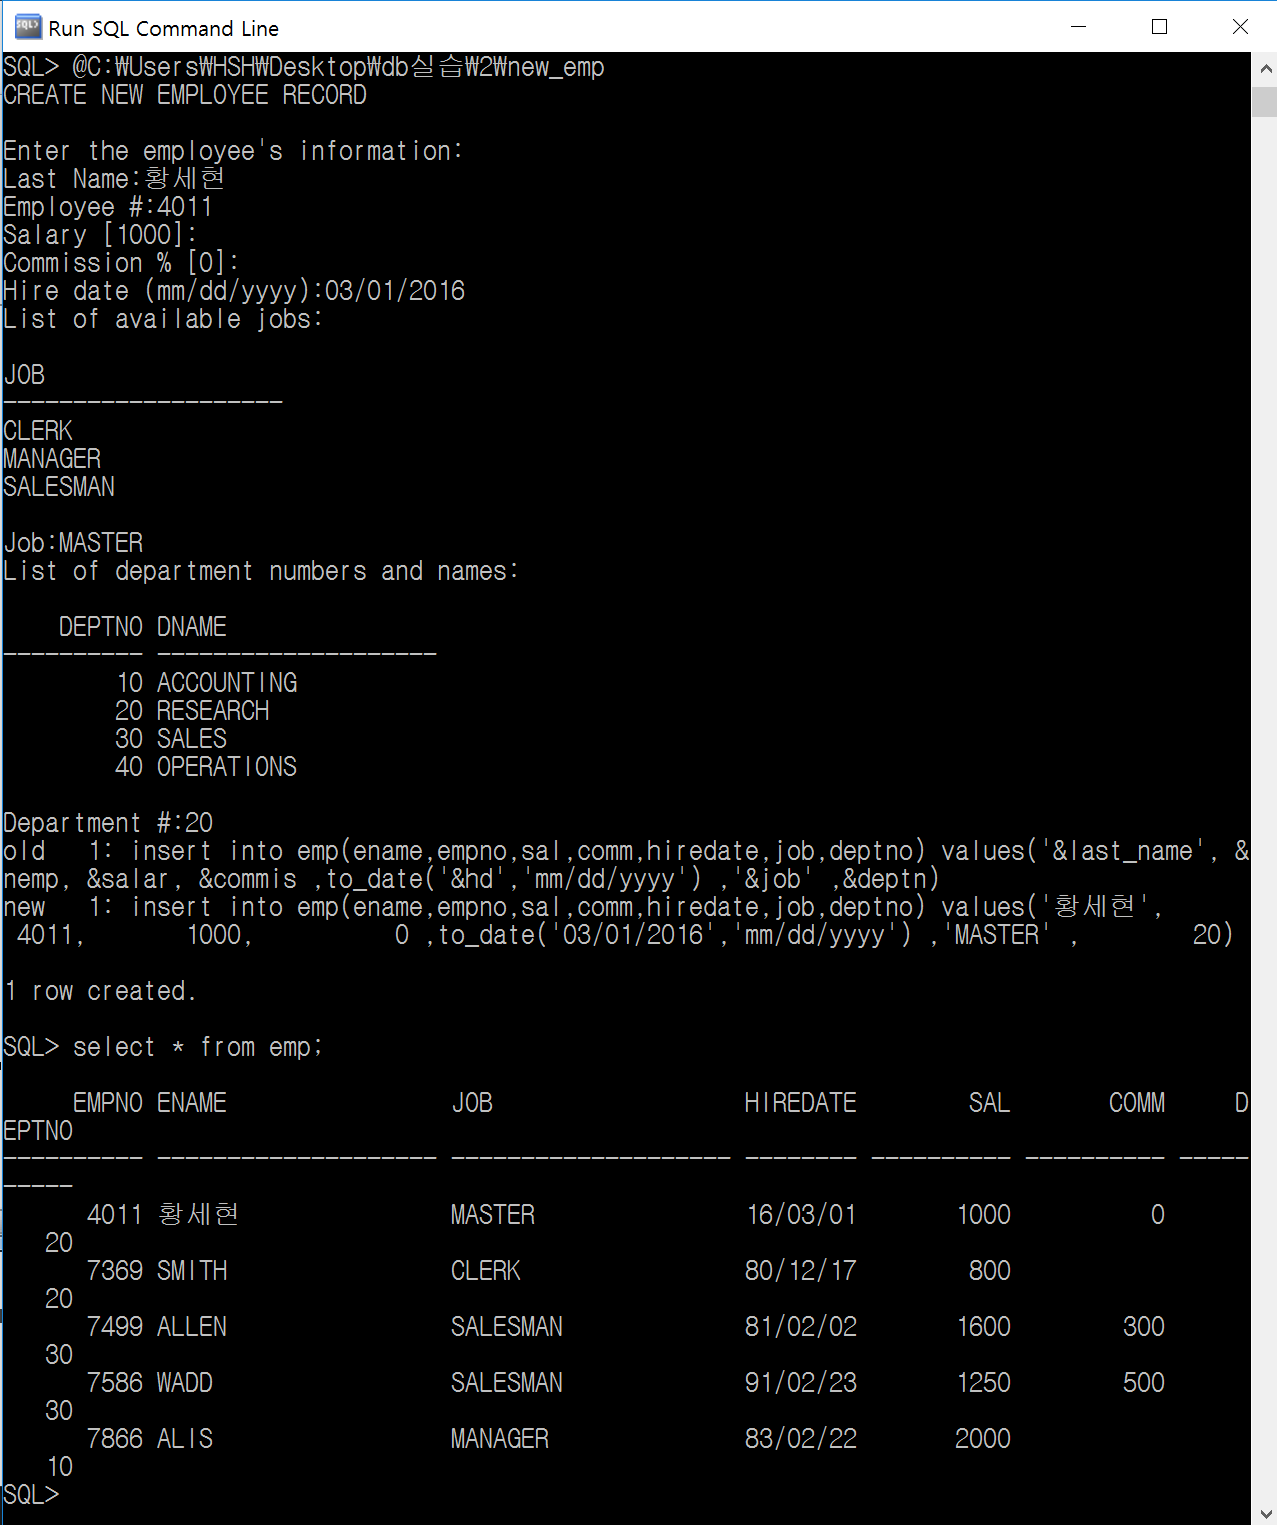 Run SQL Command Line
SQL> @C:₩Users₩HSH₩Desktop₩db실습₩2₩new_emp
CREATE NEW EMPLOYEE RECORD
Enter the employee's information:
Last Name:황세현
Employee #:4011
Salary [1000]:
Commission % [0]:
Hire date (mm/dd/yyyy):03/01/2016
List of available jobs:
JOB
--------------------
CLERK
MANAGER
SALESMAN
Job:MASTER
List of department numbers and names:
    DEPTNO DNAME
---------- --------------------
        10 ACCOUNTING
        20 RESEARCH
        30 SALES
        40 OPERATIONS
Department #:20
old   1: insert into emp(ename,empno,sal,comm,hiredate,job,deptno) values('&last_name', &
nemp, &salar, &commis ,to_date('&hd','mm/dd/yyyy') ,'&job' ,&deptn)
new   1: insert into emp(ename,empno,sal,comm,hiredate,job,deptno) values('황세현',
 4011,       1000,          0 ,to_date('03/01/2016','mm/dd/yyyy') ,'MASTER' ,        20)
1 row created.
SQL> select * from emp;
     EMPNO ENAME                JOB                  HIREDATE        SAL       COMM     D
EPTNO
---------- -------------------- -------------------- -------- ---------- ---------- -----
-----
      4011 황세현               MASTER               16/03/01       1000          0
   20
      7369 SMITH                CLERK                80/12/17        800
   20
      7499 ALLEN                SALESMAN             81/02/02       1600        300
   30
      7586 WADD                 SALESMAN             91/02/23       1250        500
   30
      7866 ALIS                 MANAGER              83/02/22       2000
   10
SQL>